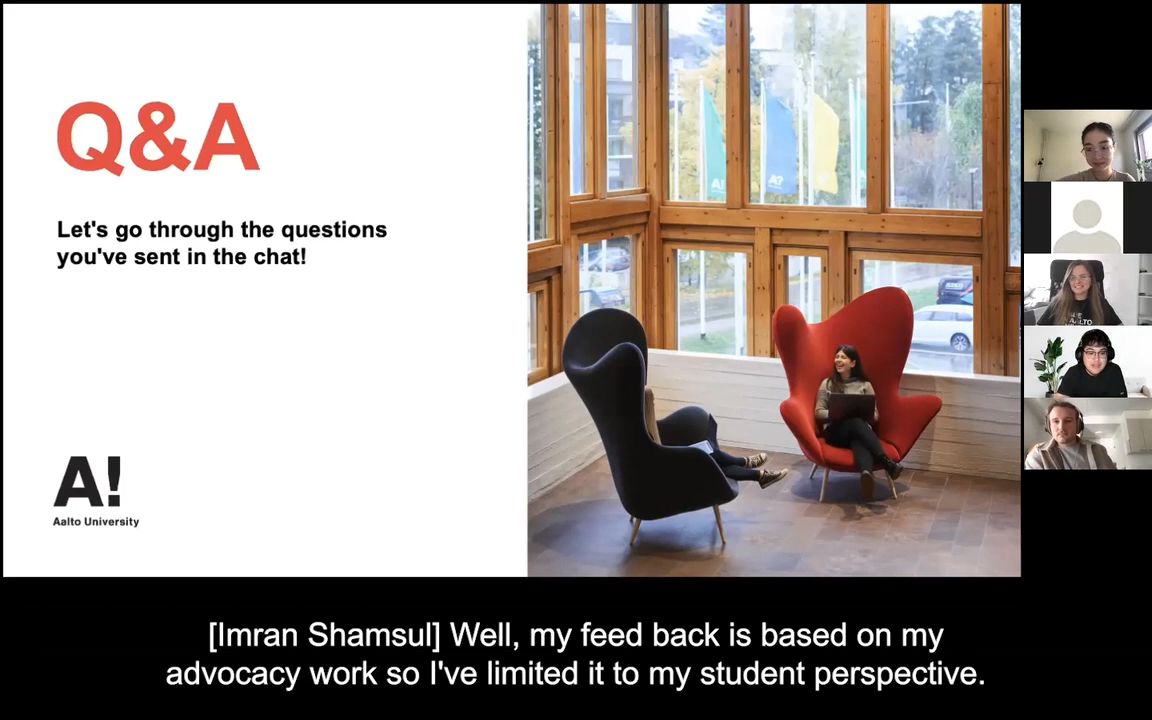 Q&A
Let's go through the questions
you've sent in the chat!
A!
Aalto University
A!
A?
[Imran Shamsul] Well, my feed back is based on my
advocacy work so I've limited it to my student perspective.